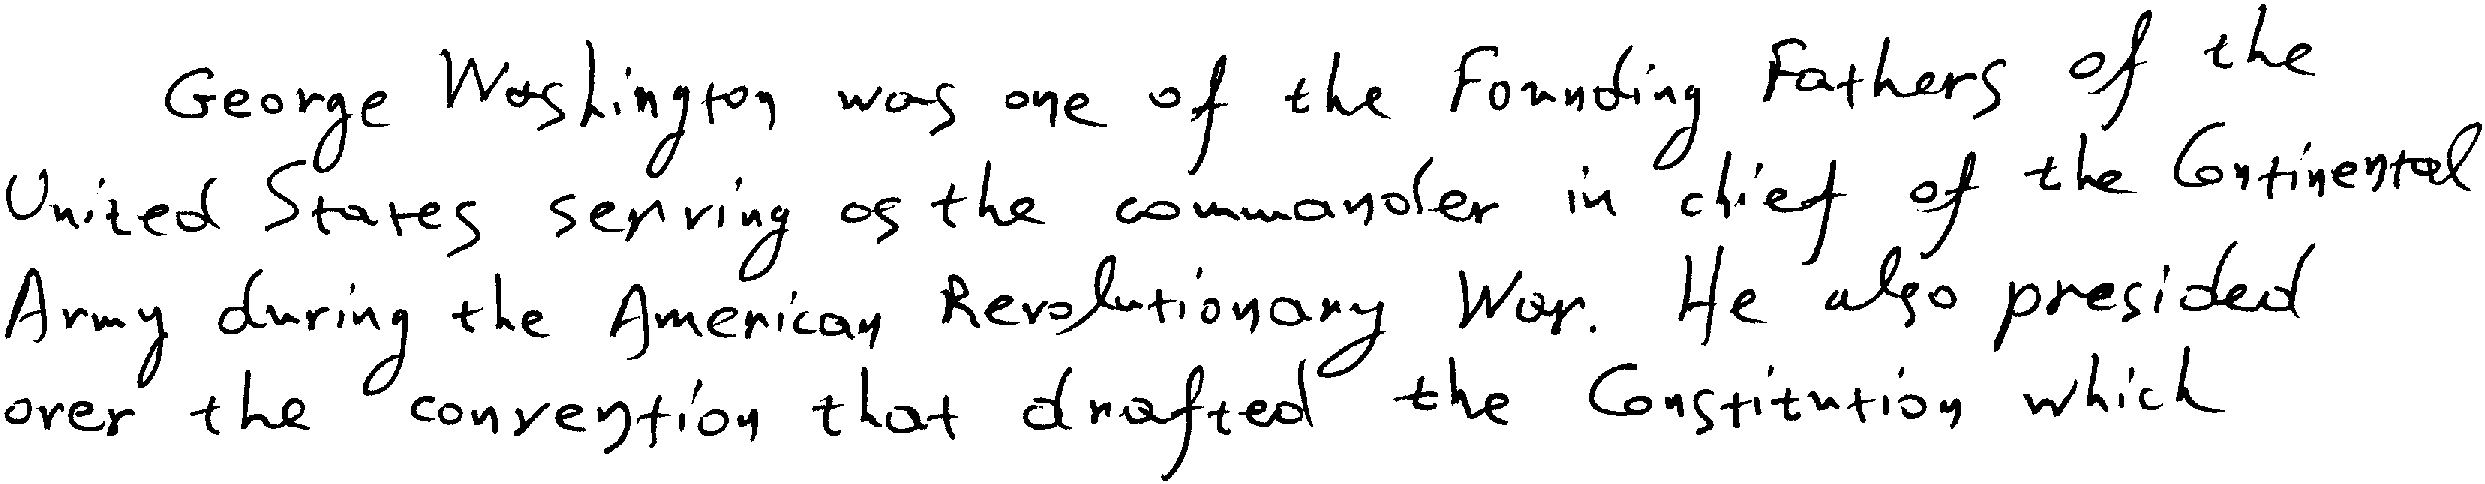 George Washington was one of the Founding Fathers of the
United States serving as the commander in chief of the Continental
Army during the American Revolutionary War. He also presided
over the convention that drafted the Constitution which